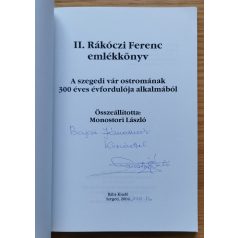 II. Rákóczi Ferenc
emlékkönyv
A szegedi vár ostromának
300 éves évfordulója alkalmából
Összeállította:
Monostori László
Bába Kiadó
Szeged, 2004